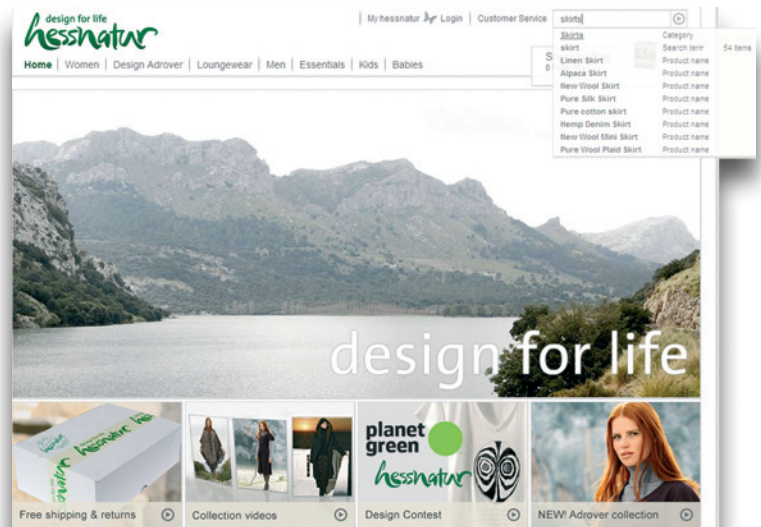 design for life
hessnatur
My hessnatur Login Customer Service skirts
Home Women Design Adrover Loungewear Men Essentials Kids Babies
Skirts Category
skirt Search term 54 Items
Linen Skirt Product name
Alpaca Skirt Product name
New Wool Skirt Product name
Pure Silk Skirt Product name
Pure cotton skirt Product name
Hemp Denim Skirt Product name
New Wool Mini Skirt Product name
Pure Wool Plaid Skirt Product name
design for life
hessnatur
planet
green
hessnatur
Free shipping & returns Collection videos Design Contest NEW! Adrover collection